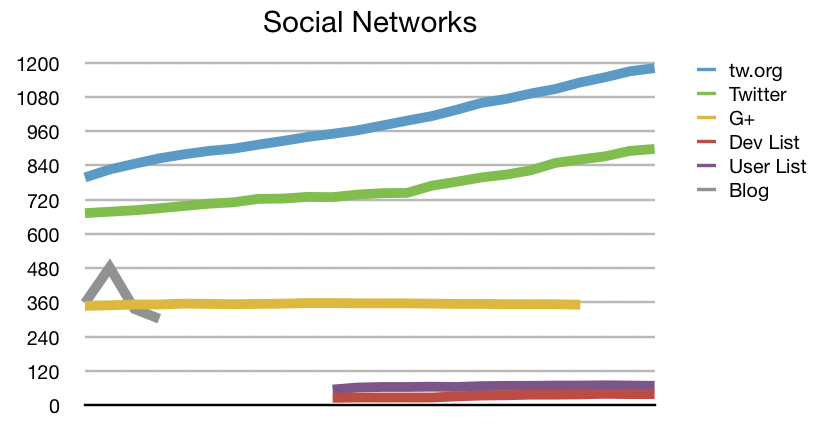 Social Networks
1200
1080
960
840
720
600
480
360
240
120
0
tw.org
Twitter
G+
Dev List
User List
Blog